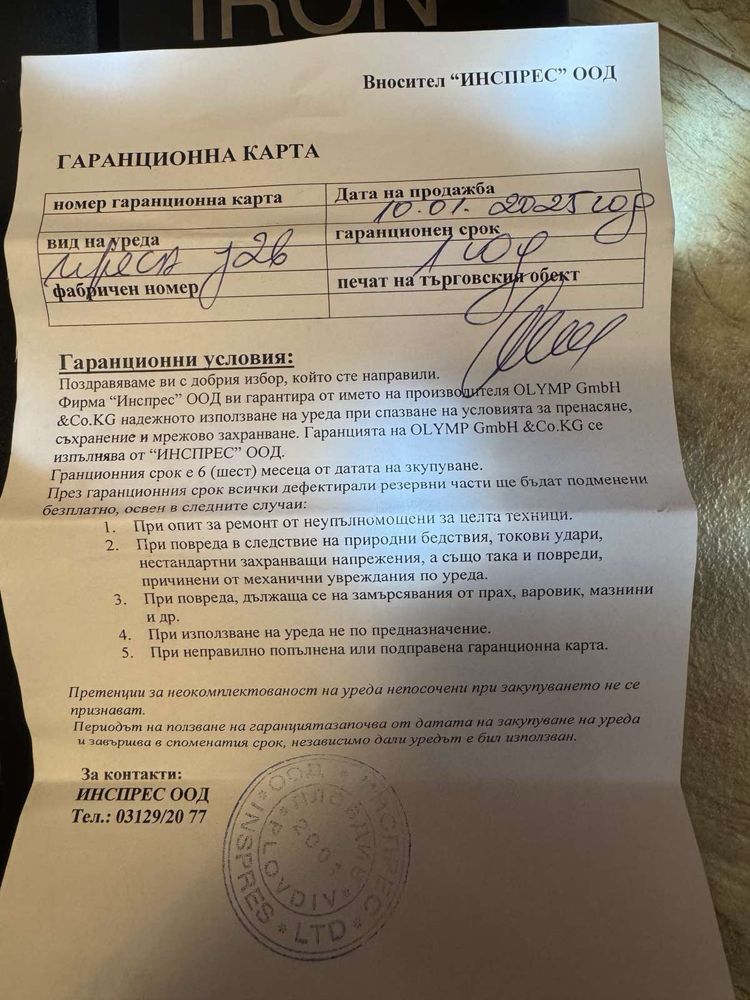 IRON
Вносител “ИНСПРЕС” ООД
ГАРАНЦИОННА КАРТА
номер гаранционна карта
Дата на продажба
10.01. 2025 год
вид на уреда
гаранционен срок
преса
1 год
фабричен номер
печат на търговския обект
Гаранционни условия:
Поздравяваме ви с добрия избор, който сте направили.
Фирма “Инспрес” ООД ви гарантира от името на производителя OLYMP GmbH
&Co.KG надежното използване на уреда при спазване на условията за пренасяне,
съхранение и мрежово захранване. Гаранцията на OLYMP GmbH &Co.KG се
изпълнява от “ИНСПРЕС” ООД.
Гранционния срок е 6 (шест) месеца от датата на зкупуване.
През гаранционния срок всички дефектирали резервни части ще бъдат подменени
безплатно, освен в следните случаи:
1. При опит за ремонт от неупълномощени за целта техници.
2. При повреда в следствие на природни бедствия, токови удари,
нестандартни захранващи напрежения, а също така и повреди,
причинени от механични увреждания по уреда.
3. При повреда, дължаща се на замърсявания от прах, варовик, мазнини
и др.
4. При използване на уреда не по предназначение.
5. При неправилно попълнена или подправена гаранционна карта.
Претенции за неокомплектованост на уреда непосочени при закупуването не се
признават.
Периодът на ползване на гаранциятазапочва от датата на закупуване на уреда
и завършва в споменатия срок, независимо дали уредът е бил използван.
За контакти:
ИНСПРЕС ООД
Тел.: 03129/20 77
ИНСПРЕС ООД
INSPRES LTD
ПЛОВДИВ
PLOVDIV
2001